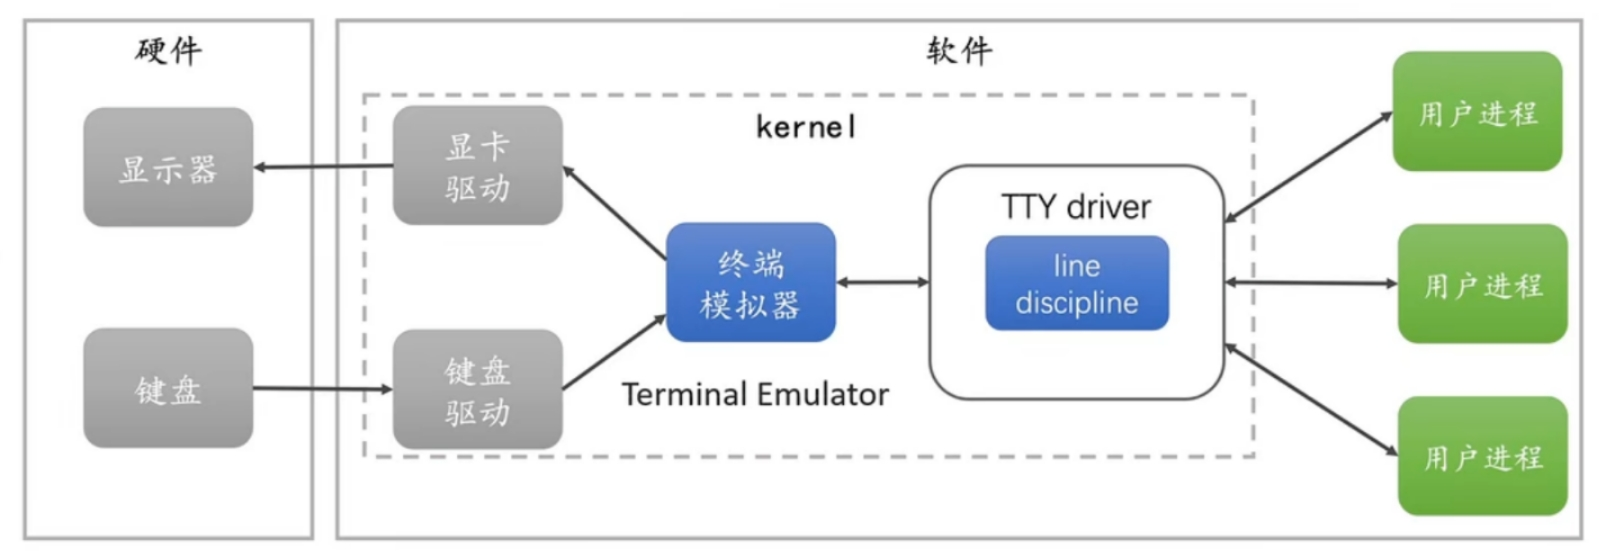 硬件
软件
显示器
键盘
kernel
显卡
驱动
键盘
驱动
终端
模拟器
Terminal Emulator
TTY driver
line
discipline
用户进程
用户进程
用户进程